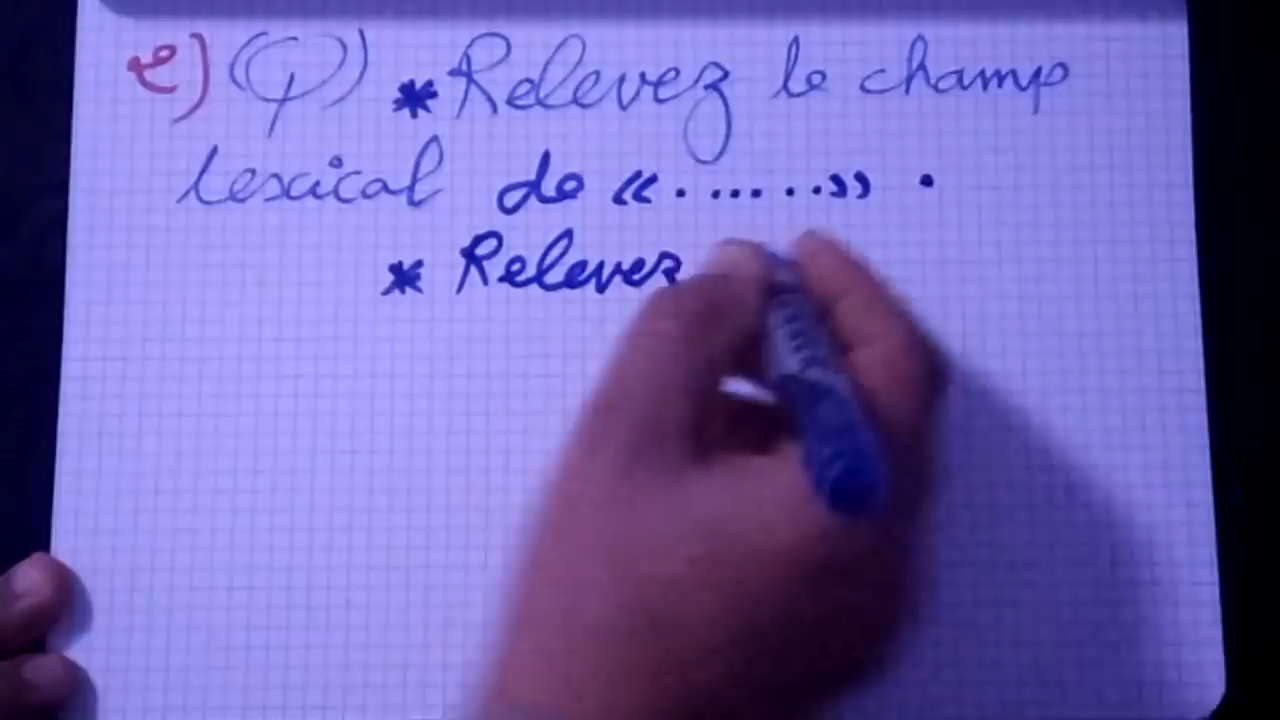 e) (Q) * Relevez le champ
lexical de «.......» .
* Relevez